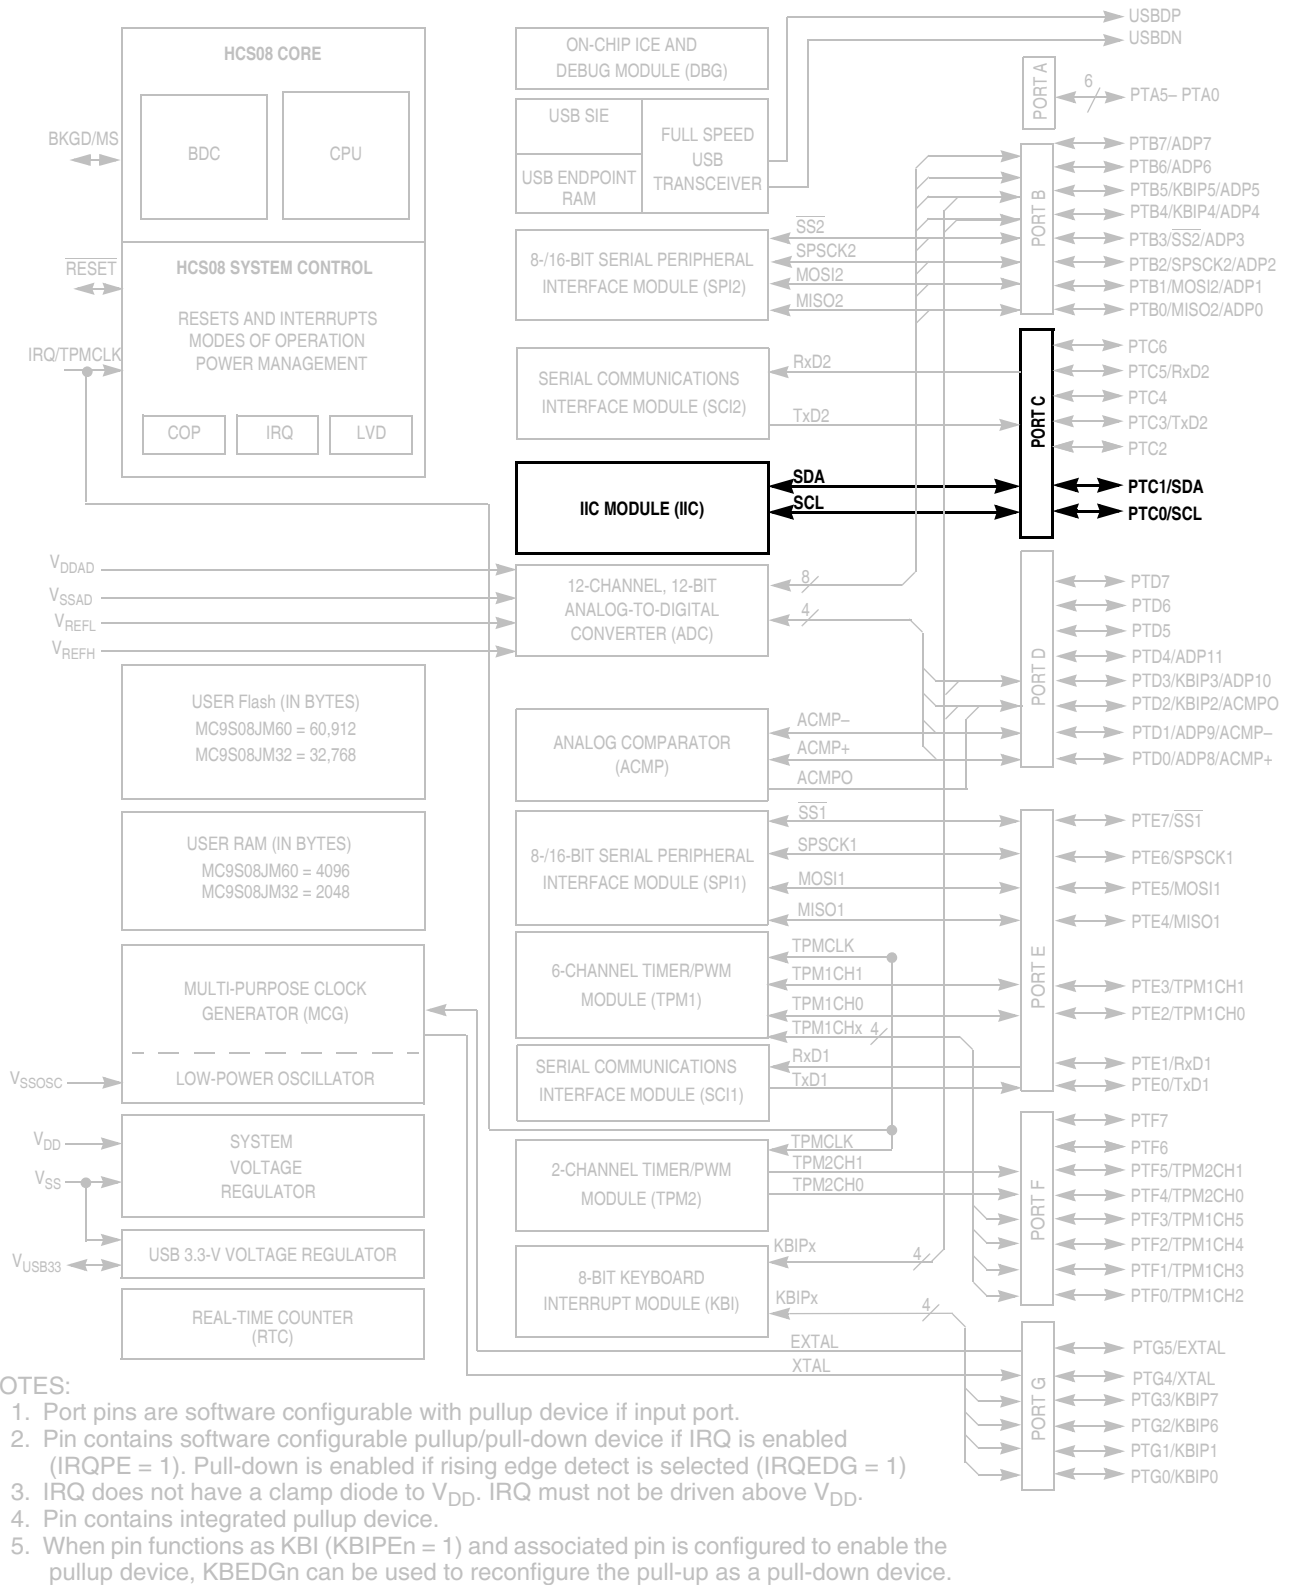 HCS08 CORE
BDC
CPU
BKGD/MS
RESET
IRQ/TPMCLK
HCS08 SYSTEM CONTROL
RESETS AND INTERRUPTS
MODES OF OPERATION
POWER MANAGEMENT
COP
IRQ
LVD
VDDAD
VSSAD
VREFL
VREFH
USER Flash (IN BYTES)
MC9S08JM60 = 60,912
MC9S08JM32 = 32,768
USER RAM (IN BYTES)
MC9S08JM60 = 4096
MC9S08JM32 = 2048
MULTI-PURPOSE CLOCK
GENERATOR (MCG)
LOW-POWER OSCILLATOR
VSSOSC
VDD
VSS
SYSTEM
VOLTAGE
REGULATOR
VUSB33
USB 3.3-V VOLTAGE REGULATOR
REAL-TIME COUNTER
(RTC)
ON-CHIP ICE AND
DEBUG MODULE (DBG)
USB SIE
USB ENDPOINT
RAM
FULL SPEED
USB
TRANSCEIVER
8-/16-BIT SERIAL PERIPHERAL
INTERFACE MODULE (SPI2)
SS2
SPSCK2
MOSI2
MISO2
SERIAL COMMUNICATIONS
INTERFACE MODULE (SCI2)
RxD2
TxD2
IIC MODULE (IIC)
SDA
SCL
12-CHANNEL, 12-BIT
ANALOG-TO-DIGITAL
CONVERTER (ADC)
8
4
ANALOG COMPARATOR
(ACMP)
ACMP–
ACMP+
ACMPO
8-/16-BIT SERIAL PERIPHERAL
INTERFACE MODULE (SPI1)
SS1
SPSCK1
MOSI1
MISO1
6-CHANNEL TIMER/PWM
MODULE (TPM1)
TPMCLK
TPM1CH1
TPM1CH0
TPM1CHx 4
SERIAL COMMUNICATIONS
INTERFACE MODULE (SCI1)
RxD1
TxD1
2-CHANNEL TIMER/PWM
MODULE (TPM2)
TPMCLK
TPM2CH1
TPM2CH0
8-BIT KEYBOARD
INTERRUPT MODULE (KBI)
KBIPx
4
KBIPx
4
EXTAL
XTAL
USBDP
USBDN
PORT A
6
PTA5– PTA0
PORT B
PTB7/ADP7
PTB6/ADP6
PTB5/KBIP5/ADP5
PTB4/KBIP4/ADP4
PTB3/SS2/ADP3
PTB2/SPSCK2/ADP2
PTB1/MOSI2/ADP1
PTB0/MISO2/ADP0
PORT C
PTC6
PTC5/RxD2
PTC4
PTC3/TxD2
PTC2
PTC1/SDA
PTC0/SCL
PORT D
PTD7
PTD6
PTD5
PTD4/ADP11
PTD3/KBIP3/ADP10
PTD2/KBIP2/ACMPO
PTD1/ADP9/ACMP–
PTD0/ADP8/ACMP+
PORT E
PTE7/SS1
PTE6/SPSCK1
PTE5/MOSI1
PTE4/MISO1
PTE3/TPM1CH1
PTE2/TPM1CH0
PTE1/RxD1
PTE0/TxD1
PORT F
PTF7
PTF6
PTF5/TPM2CH1
PTF4/TPM2CH0
PTF3/TPM1CH5
PTF2/TPM1CH4
PTF1/TPM1CH3
PTF0/TPM1CH2
PORT G
PTG5/EXTAL
PTG4/XTAL
PTG3/KBIP7
PTG2/KBIP6
PTG1/KBIP1
PTG0/KBIP0
OTES:
1. Port pins are software configurable with pullup device if input port.
2. Pin contains software configurable pullup/pull-down device if IRQ is enabled
(IRQPE = 1). Pull-down is enabled if rising edge detect is selected (IRQEDG = 1)
3. IRQ does not have a clamp diode to VDD. IRQ must not be driven above VDD.
4. Pin contains integrated pullup device.
5. When pin functions as KBI (KBIPEn = 1) and associated pin is configured to enable the
pullup device, KBEDGn can be used to reconfigure the pull-up as a pull-down device.